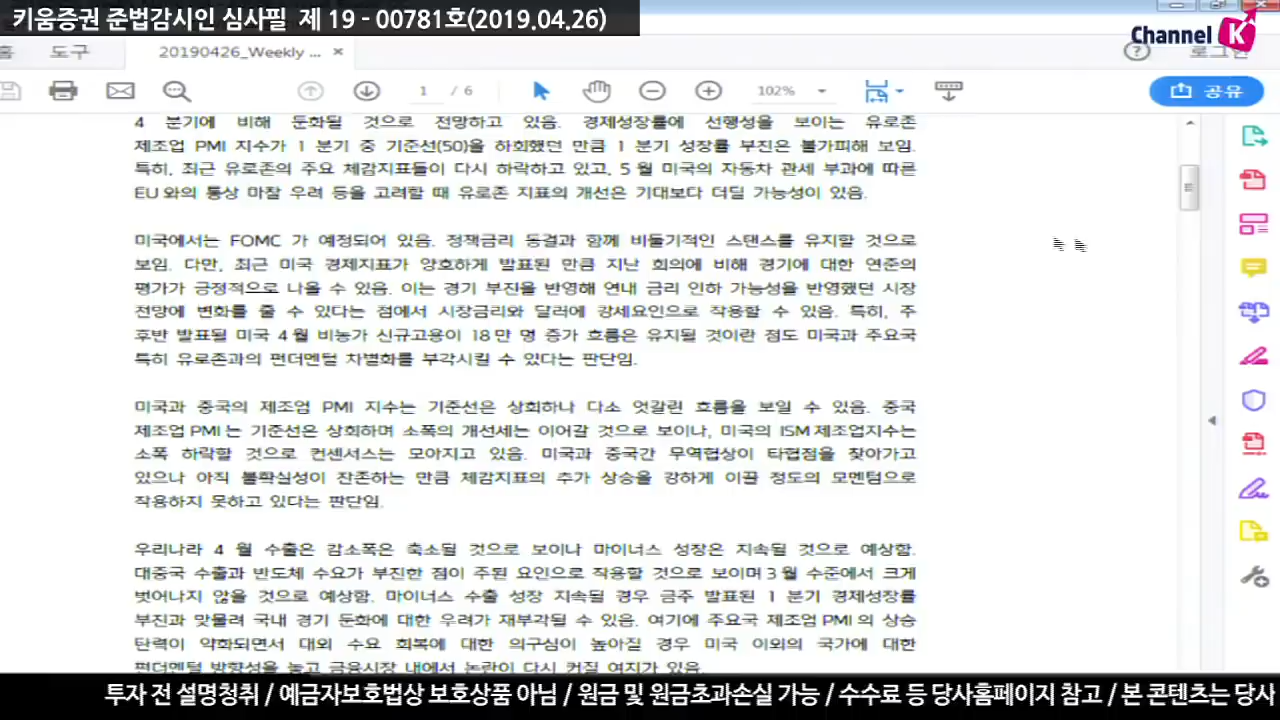 키움증권 준법감시인 심사필 제 19 - 00781호(2019.04.26)
Channel K
홈 도구 20190426_Weekly ... × ? 로그인
1 / 6 102% 공유
4 분기에 비해 둔화될 것으로 전망하고 있음. 경제성장률에 선행성을 보이는 유로존
제조업 PMI 지수가 1 분기 중 기준선(50)을 하회했던 만큼 1 분기 성장률 부진은 불가피해 보임.
특히, 최근 유로존의 주요 체감지표들이 다시 하락하고 있고, 5 월 미국의 자동차 관세 부과에 따른
EU 와의 통상 마찰 우려 등을 고려할 때 유로존 지표의 개선은 기대보다 더딜 가능성이 있음.
미국에서는 FOMC 가 예정되어 있음. 정책금리 동결과 함께 비둘기적인 스탠스를 유지할 것으로
보임. 다만, 최근 미국 경제지표가 양호하게 발표된 만큼 지난 회의에 비해 경기에 대한 연준의
평가가 긍정적으로 나올 수 있음. 이는 경기 부진을 반영해 연내 금리 인하 가능성을 반영했던 시장
전망에 변화를 줄 수 있다는 점에서 시장금리와 달러에 강세요인으로 작용할 수 있음. 특히, 주
후반 발표될 미국 4 월 비농가 신규고용이 18 만 명 증가 흐름은 유지될 것이란 점도 미국과 주요국
특히 유로존과의 펀더멘털 차별화를 부각시킬 수 있다는 판단임.
미국과 중국의 제조업 PMI 지수는 기준선은 상회하나 다소 엇갈린 흐름을 보일 수 있음. 중국
제조업 PMI 는 기준선은 상회하며 소폭의 개선세는 이어갈 것으로 보이나, 미국의 ISM 제조업지수는
소폭 하락할 것으로 컨센서스는 모아지고 있음. 미국과 중국간 무역협상이 타협점을 찾아가고
있으나 아직 불확실성이 잔존하는 만큼 체감지표의 추가 상승을 강하게 이끌 정도의 모멘텀으로
작용하지 못하고 있다는 판단임.
우리나라 4 월 수출은 감소폭은 축소될 것으로 보이나 마이너스 성장은 지속될 것으로 예상함.
대중국 수출과 반도체 수요가 부진한 점이 주된 요인으로 작용할 것으로 보이며 3 월 수준에서 크게
벗어나지 않을 것으로 예상함. 마이너스 수출 성장 지속될 경우 금주 발표된 1 분기 경제성장률
부진과 맞물려 국내 경기 둔화에 대한 우려가 재부각될 수 있음. 여기에 주요국 제조업 PMI 의 상승
탄력이 약화되면서 대외 수요 회복에 대한 의구심이 높아질 경우 미국 이외의 국가에 대한
펀더멘털 방향성을 놓고 금융시장 내에서 논란이 다시 커질 여지가 있음.
투자 전 설명청취 / 예금자보호법상 보호상품 아님 / 원금 및 원금초과손실 가능 / 수수료 등 당사홈페이지 참고 / 본 콘텐츠는 당사